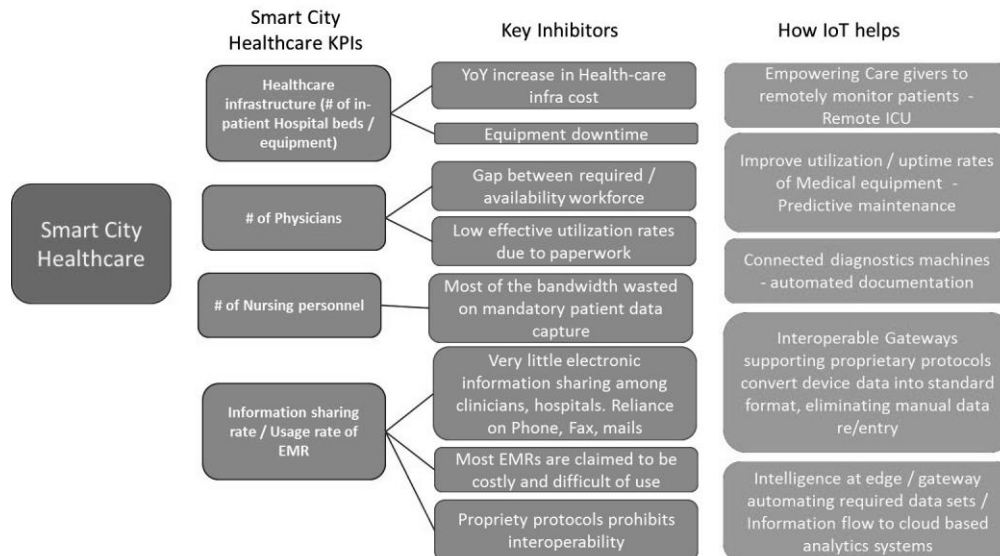 Smart City
Healthcare KPIs
Key Inhibitors
How IoT helps
Smart City
Healthcare
Healthcare
infrastructure (# of in-
patient Hospital beds /
equipment)
# of Physicians
# of Nursing personnel
Information sharing
rate / Usage rate of
EMR
YoY increase in Health-care
infra cost
Equipment downtime
Gap between required /
availability workforce
Low effective utilization rates
due to paperwork
Most of the bandwidth wasted
on mandatory patient data
capture
Very little electronic
information sharing among
clinicians, hospitals. Reliance
on Phone, Fax, mails
Most EMRs are claimed to be
costly and difficult of use
Propriety protocols prohibits
interoperability
Empowering Care givers to
remotely monitor patients -
Remote ICU
Improve utilization / uptime rates
of Medical equipment -
Predictive maintenance
Connected diagnostics machines
- automated documentation
Interoperable Gateways
supporting proprietary protocols
convert device data into standard
format, eliminating manual data
re/entry
Intelligence at edge / gateway
automating required data sets /
Information flow to cloud based
analytics systems